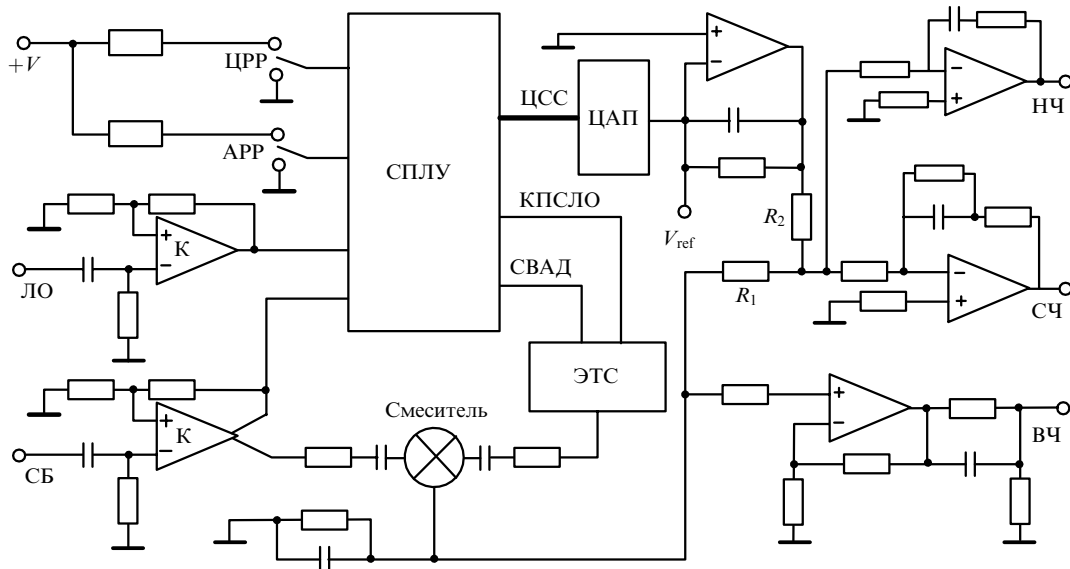 +V
ЦРР
АРР
ЛО
К
СБ
К
СПЛУ
ЦСС
КПСЛО
СВАД
ЦАП
V_ref
R_2
R_1
ЭТС
Смеситель
+
−
+
−
+
−
−
+
НЧ
−
+
СЧ
+
−
ВЧ